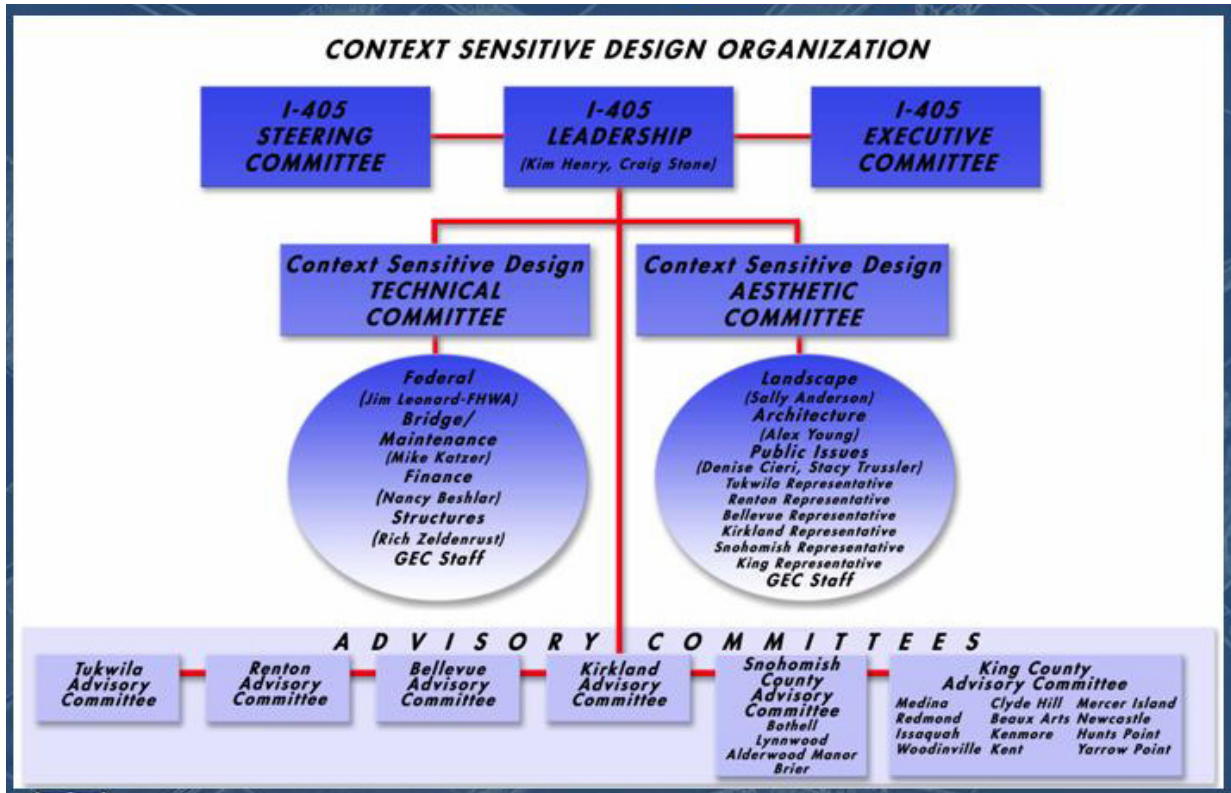 CONTEXT SENSITIVE DESIGN ORGANIZATION
I-405
STEERING
COMMITTEE
I-405
LEADERSHIP
(Kim Henry, Craig Stone)
I-405
EXECUTIVE
COMMITTEE
Context Sensitive Design
TECHNICAL
COMMITTEE
Context Sensitive Design
AESTHETIC
COMMITTEE
Federal
(Jim Leonard-FHWA)
Bridge/
Maintenance
(Mike Katzer)
Finance
(Nancy Beshlar)
Structures
(Rich Zeldenrust)
GEC Staff
Landscape
(Sally Anderson)
Architecture
(Alex Young)
Public Issues
(Denise Cieri, Stacy Trussler)
Tukwila Representative
Renton Representative
Bellevue Representative
Kirkland Representative
Snohomish Representative
King Representative
GEC Staff
ADVISORY COMMITTEES
Tukwila
Advisory
Committee
Renton
Advisory
Committee
Bellevue
Advisory
Committee
Kirkland
Advisory
Committee
Snohomish
County
Advisory
Committee
Bothell
Lynnwood
Alderwood Manor
Brier
King County
Advisory Committee
Medina Clyde Hill Mercer Island
Redmond Beaux Arts Newcastle
Issaquah Kenmore Hunts Point
Woodinville Kent Yarrow Point